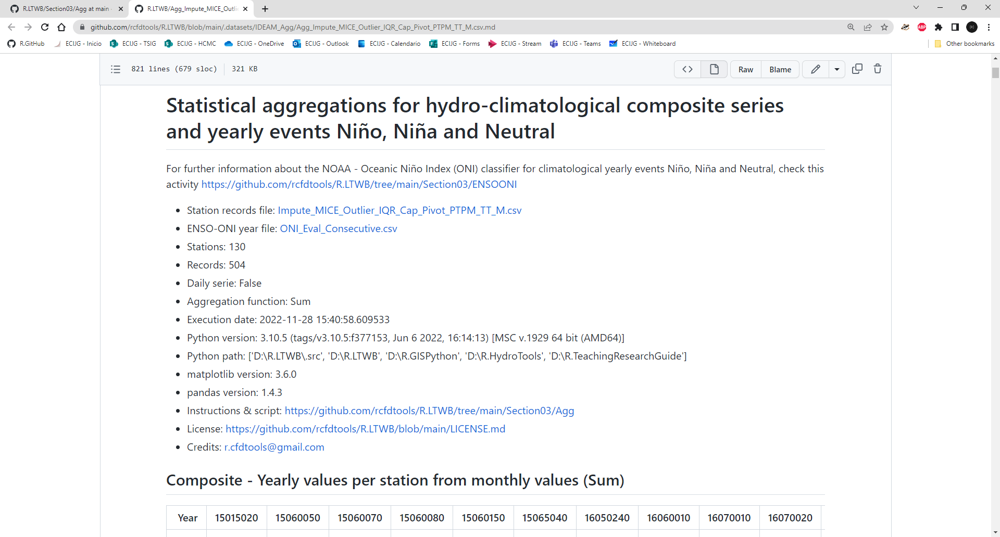 R.LTWB/Section03/Agg at main ·
R.LTWB/Agg_Impute_MICE_Outli
github.com/rcfdtools/R.LTWB/blob/main/.datasets/IDEAM_Agg/Agg_Impute_MICE_Outlier_IQR_Cap_Pivot_PTPM_TT_M.csv.md
ABP
R.GitHub ECIJG - Inicio ECIJG - TSIG ECIJG - HCMC ECIJG - OneDrive ECIJG - Outlook ECIJG - Calendario ECIJG - Forms ECIJG - Stream ECIJG - Teams ECIJG - Whiteboard Other bookmarks
821 lines (679 sloc) 321 KB Raw Blame
Statistical aggregations for hydro-climatological composite series
and yearly events Niño, Niña and Neutral
For further information about the NOAA - Oceanic Niño Index (ONI) classifier for climatological yearly events Niño, Niña and Neutral, check this
activity https://github.com/rcfdtools/R.LTWB/tree/main/Section03/ENSOONI
• Station records file: Impute_MICE_Outlier_IQR_Cap_Pivot_PTPM_TT_M.csv
• ENSO-ONI year file: ONI_Eval_Consecutive.csv
• Stations: 130
• Records: 504
• Daily serie: False
• Aggregation function: Sum
• Execution date: 2022-11-28 15:40:58.609533
• Python version: 3.10.5 (tags/v3.10.5:f377153, Jun 6 2022, 16:14:13) [MSC v.1929 64 bit (AMD64)]
• Python path: ['D:\R.LTWB\.src', 'D:\R.LTWB', 'D:\R.GISPython', 'D:\R.HydroTools', 'D:\R.TeachingResearchGuide']
• matplotlib version: 3.6.0
• pandas version: 1.4.3
• Instructions & script: https://github.com/rcfdtools/R.LTWB/tree/main/Section03/Agg
• License: https://github.com/rcfdtools/R.LTWB/blob/main/LICENSE.md
• Credits: r.cfdtools@gmail.com
Composite - Yearly values per station from monthly values (Sum)
Year 15015020 15060050 15060070 15060080 15060150 15065040 16050240 16060010 16070010 16070020